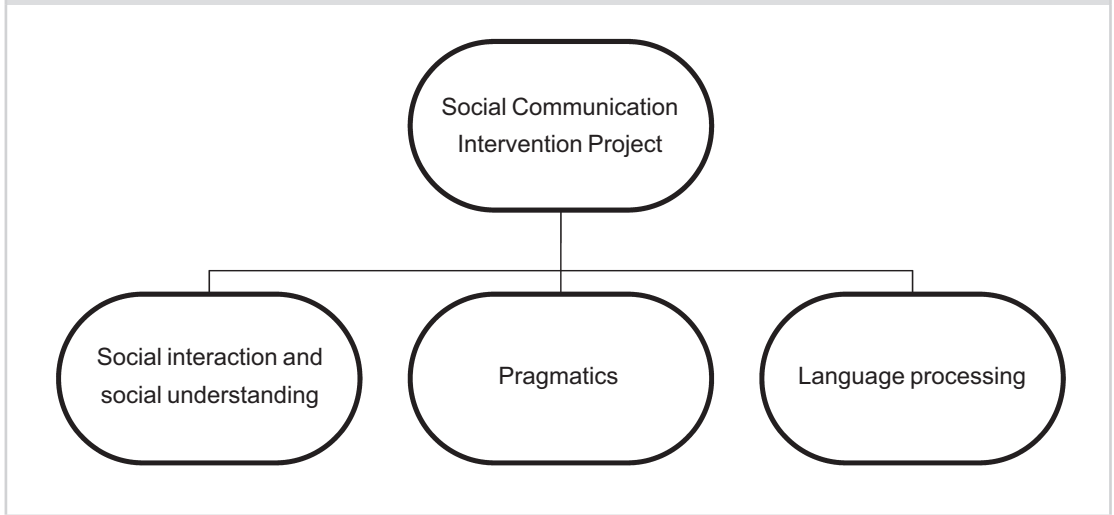 Social Communication
Intervention Project
Social interaction and
social understanding
Pragmatics
Language processing